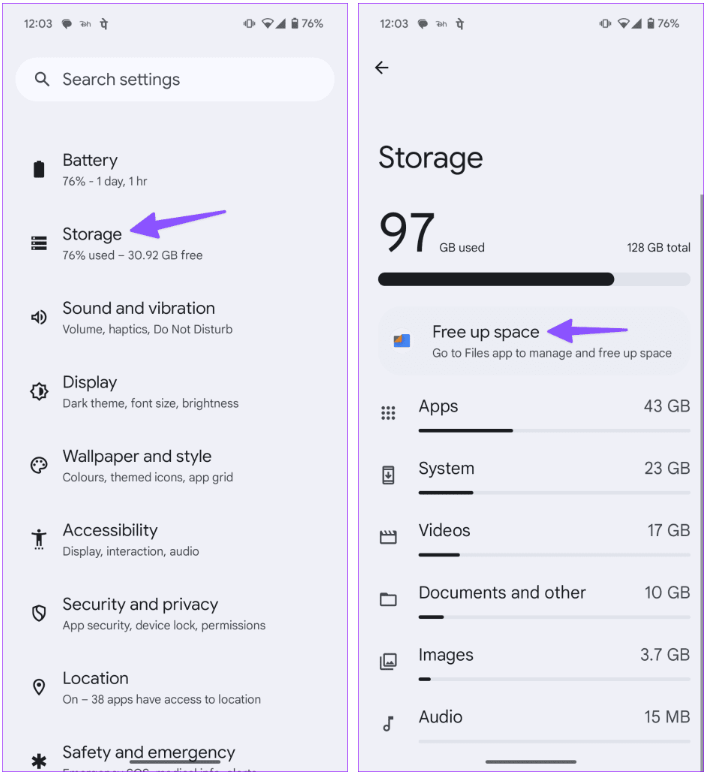 12:03
76%
Search settings
Battery
76% - 1 day, 1 hr
Storage
76% used – 30.92 GB free
Sound and vibration
Volume, haptics, Do Not Disturb
Display
Dark theme, font size, brightness
Wallpaper and style
Colours, themed icons, app grid
Accessibility
Display, interaction, audio
Security and privacy
App security, device lock, permissions
Location
On – 38 apps have access to location
Safety and emergency
12:03
76%
Storage
97 GB used
128 GB total
Free up space
Go to Files app to manage and free up space
Apps
43 GB
System
23 GB
Videos
17 GB
Documents and other
10 GB
Images
3.7 GB
Audio
15 MB